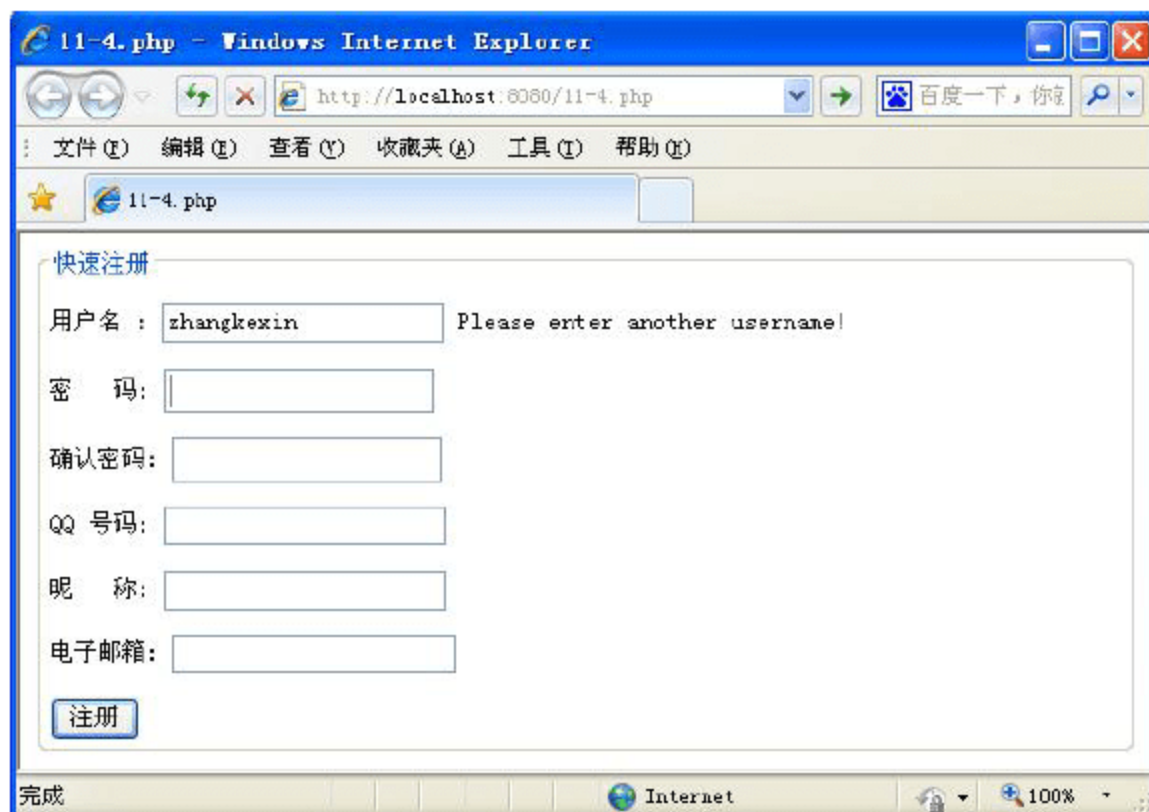 11-4.php - Windows Internet Explorer
http://localhost:8080/11-4.php 百度一下，你
文件(F) 编辑(E) 查看(V) 收藏夹(A) 工具(T) 帮助(H)
11-4.php
快速注册
用户名 : zhangkexin Please enter another username!
密 码:
确认密码:
QQ 号码:
昵 称:
电子邮箱:
注册
完成 Internet 100%